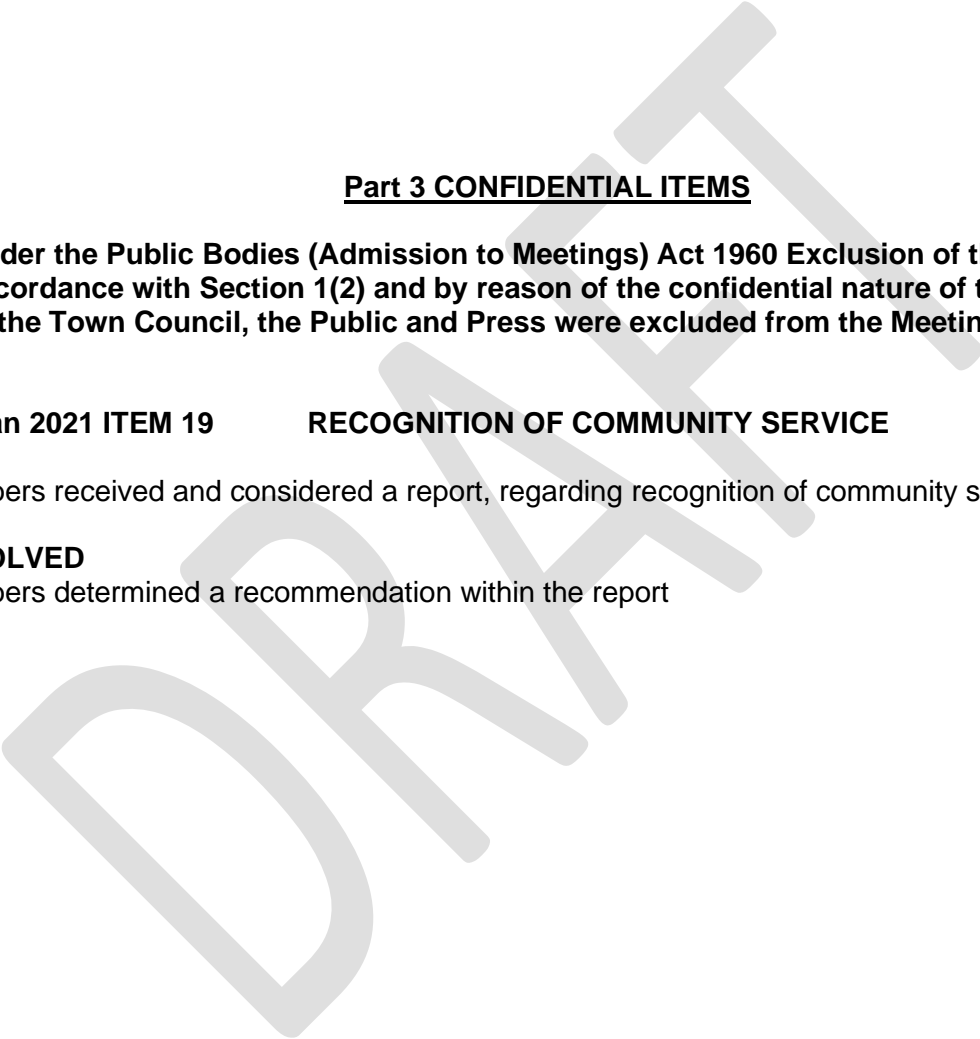 Part 3 CONFIDENTIAL ITEMS
der the Public Bodies (Admission to Meetings) Act 1960 Exclusion of t
cordance with Section 1(2) and by reason of the confidential nature of t
the Town Council, the Public and Press were excluded from the Meetin
n 2021 ITEM 19 RECOGNITION OF COMMUNITY SERVICE
bers received and considered a report, regarding recognition of community s
OLVED
bers determined a recommendation within the report
DRAFT